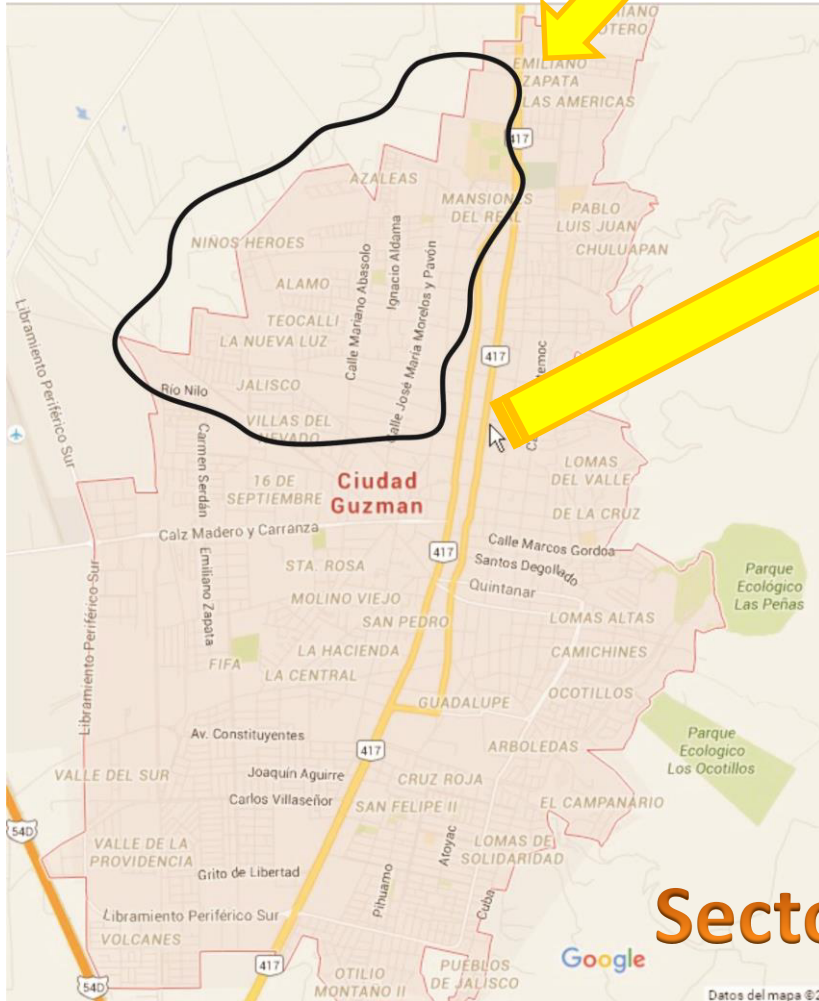 OTERO
EMILIANO
ZAPATA
LAS AMERICAS
417
AZALEAS
MANSIONES
DEL REAL
PABLO
LUIS JUAN
CHULUAPAN
NIÑOS HEROES
Ignacio Aldama
Calle Mariano Abasolo
Calle José María Morelos y Pavón
ALAMO
TEOCALLI
LA NUEVA LUZ
Libramiento Periférico Sur
417
Río Nilo
JALISCO
VILLAS DEL
NEVADO
Carmen Serdán
16 DE
SEPTIEMBRE
Ciudad
Guzman
LOMAS
DEL VALLE
DE LA CRUZ
Calz Madero y Carranza
417
Calle Marcos Gordoa
Santos Degollado
Quintanar
Emiliano Zapata
STA. ROSA
MOLINO VIEJO
SAN PEDRO
Parque
Ecológico
Las Peñas
LOMAS ALTAS
CAMICHINES
Libramiento Periférico Sur
FIFA
LA HACIENDA
LA CENTRAL
OCOTILLOS
GUADALUPE
Av. Constituyentes
417
ARBOLEDAS
Parque
Ecologico
Los Ocotillos
VALLE DEL SUR
Joaquín Aguirre
Carlos Villaseñor
CRUZ ROJA
SAN FELIPE II
EL CAMPANARIO
54D
VALLE DE LA
PROVIDENCIA
Atoyac
LOMAS DE
SOLIDARIDAD
Grito de Libertad
Pihuamo
Cuba
Libramiento Periférico Sur
VOLCANES
Secto
417
54D
OTILIO
MONTAÑO II
PUEBLOS
DE JALISCO
Google
Datos del mapa ©2